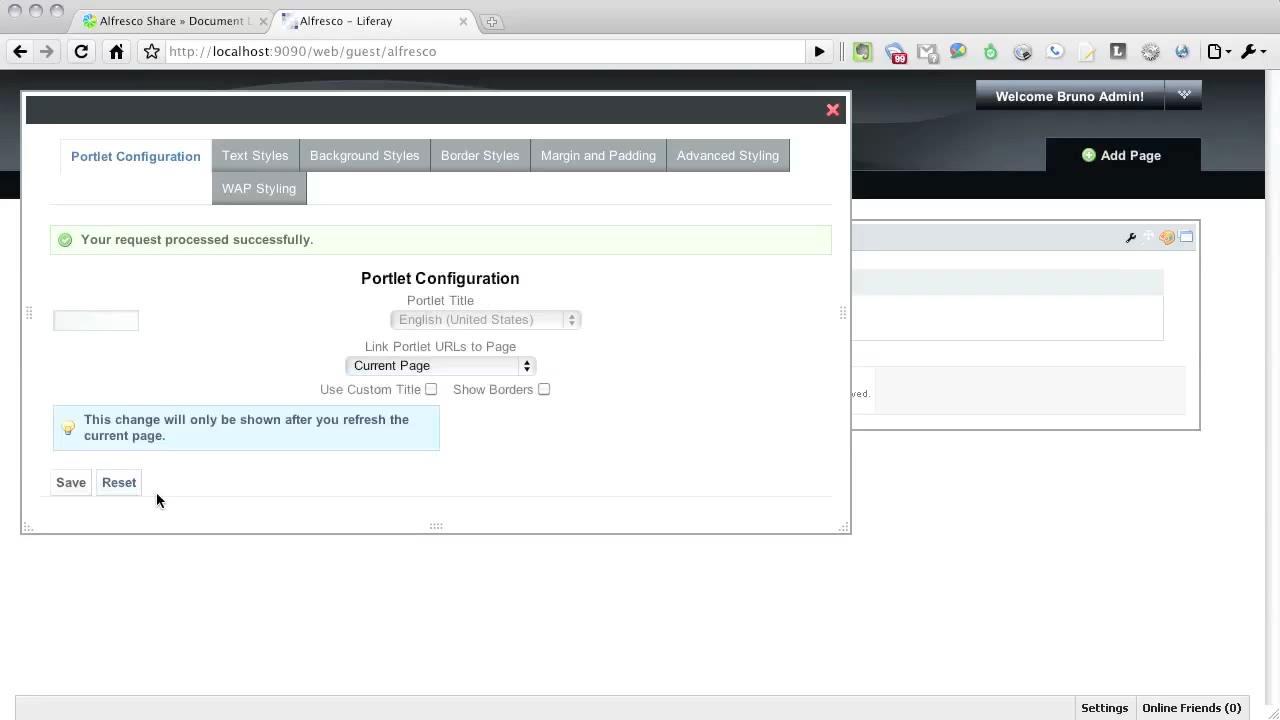 Alfresco Share » Document L
Alfresco – Liferay
http://localhost:9090/web/guest/alfresco
99
Welcome Bruno Admin!
Add Page
Portlet Configuration
Text Styles
Background Styles
Border Styles
Margin and Padding
Advanced Styling
WAP Styling
Your request processed successfully.
Portlet Configuration
Portlet Title
English (United States)
Link Portlet URLs to Page
Current Page
Use Custom Title
Show Borders
This change will only be shown after you refresh the
current page.
ved.
Save
Reset
Settings
Online Friends (0)